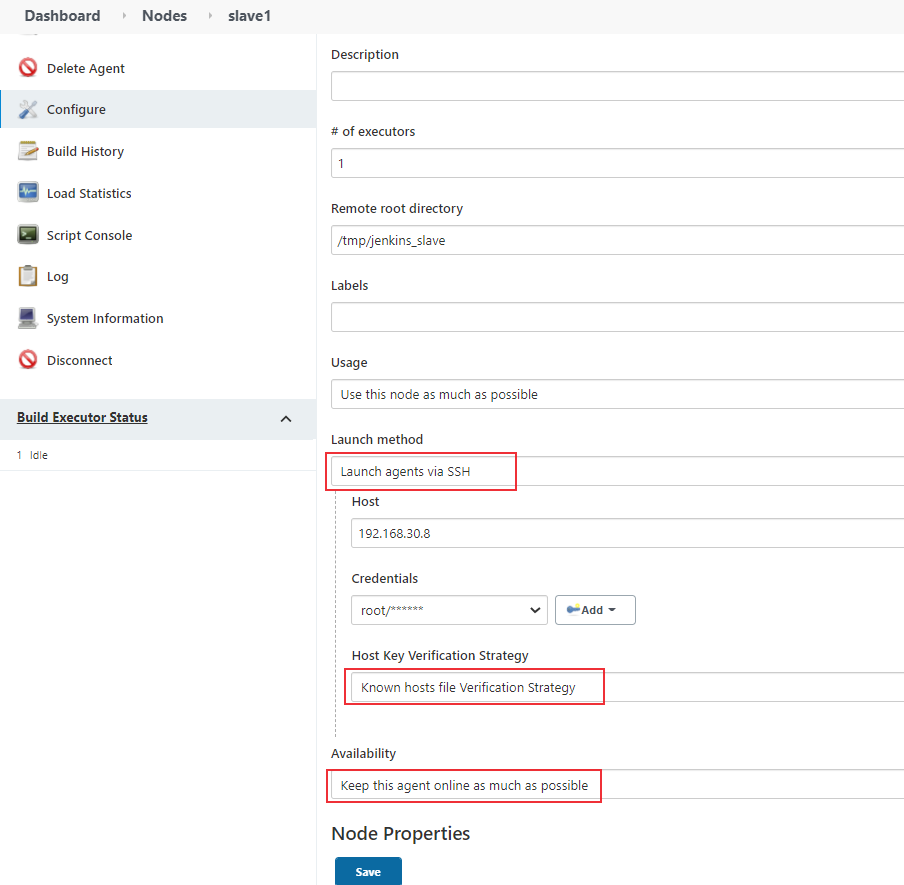 Dashboard Nodes slave1
Delete Agent
Configure
Build History
Load Statistics
Script Console
Log
System Information
Disconnect
Build Executor Status
1 Idle
Description
# of executors
1
Remote root directory
/tmp/jenkins_slave
Labels
Usage
Use this node as much as possible
Launch method
Launch agents via SSH
Host
192.168.30.8
Credentials
root/******
Add
Host Key Verification Strategy
Known hosts file Verification Strategy
Availability
Keep this agent online as much as possible
Node Properties
Save